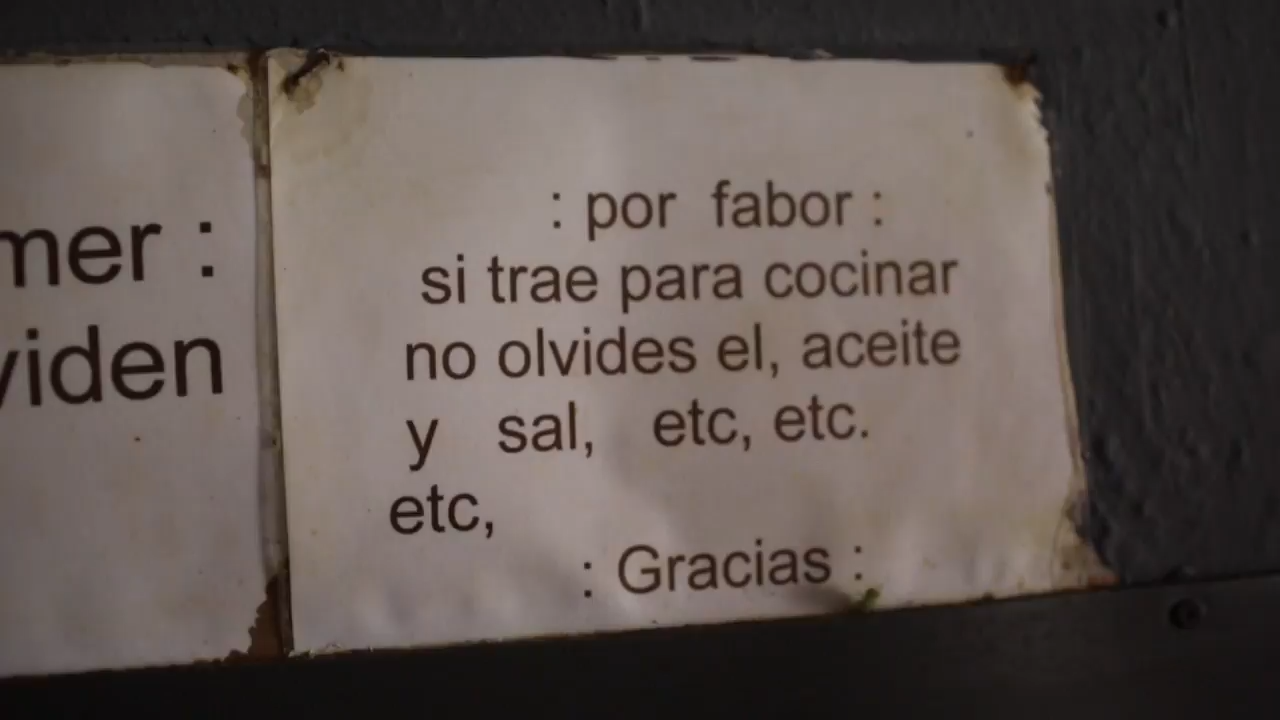 mer :
viden
: por fabor :
si trae para cocinar
no olvides el, aceite
y sal, etc, etc.
etc,
: Gracias :